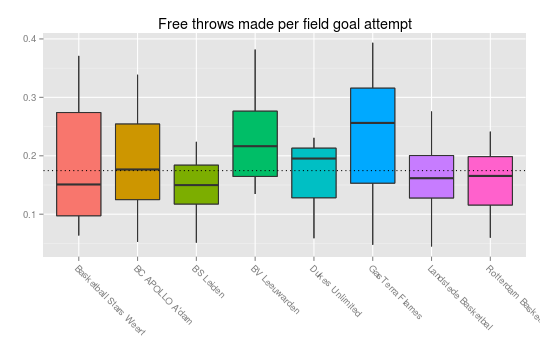 Free throws made per field goal attempt
0.4
0.3
0.2
0.1
Basketball Stars Weert
BC APOLLO A'dam
BS Leiden
BV Leeuwarden
Dukes Unlimited
GasTerra Flames
Landstede Basketbal
Rotterdam Baske